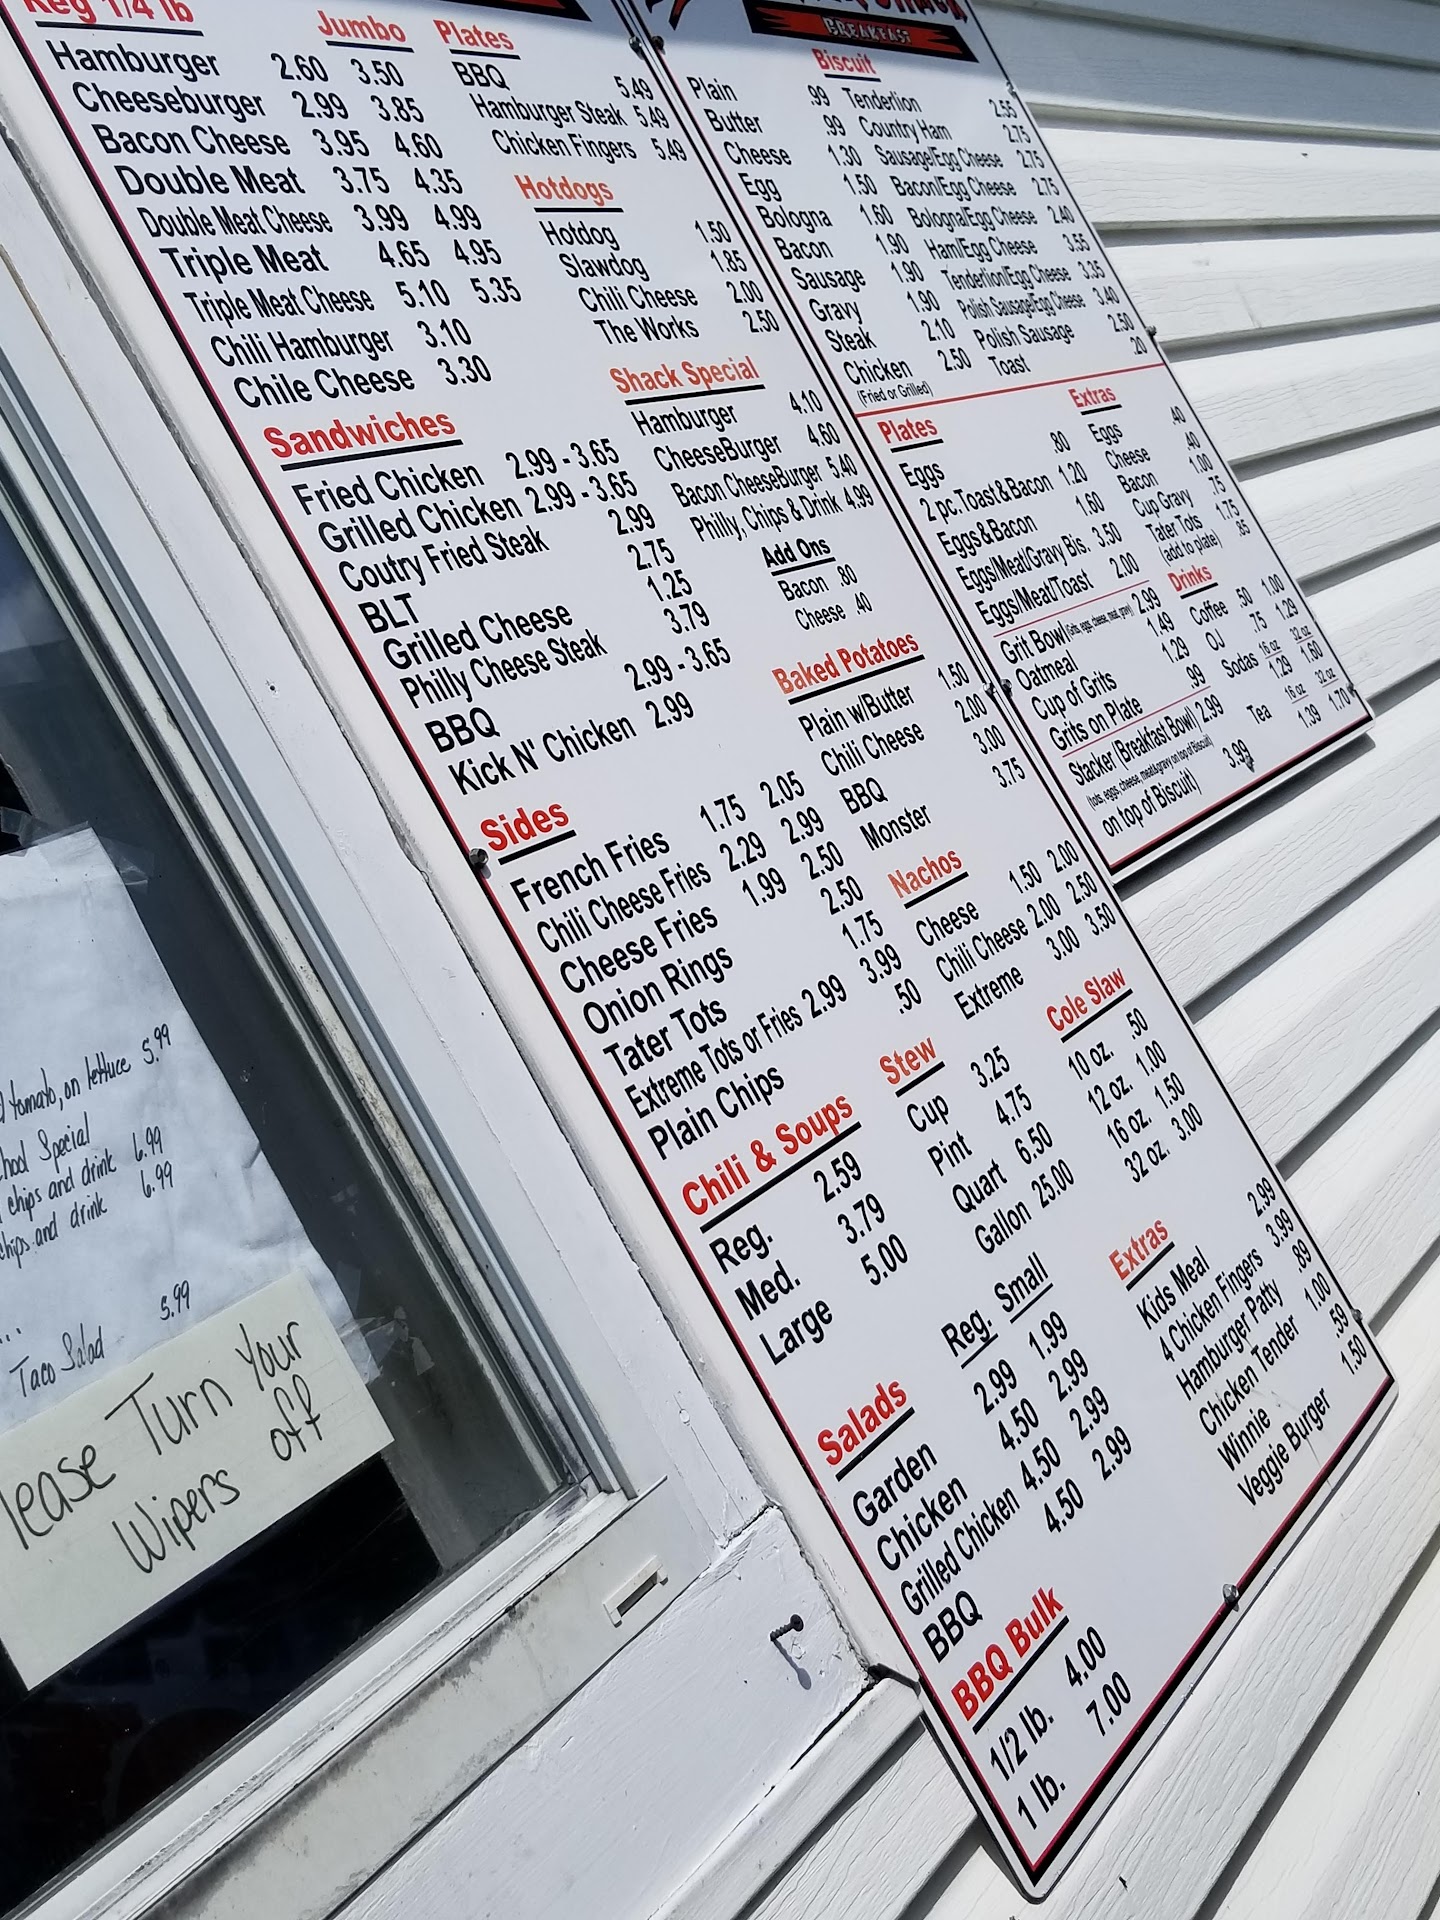 Reg 1/4 lb Jumbo
Hamburger 2.60 3.50
Cheeseburger 2.99 3.85
Bacon Cheese 3.95 4.60
Double Meat 3.75 4.35
Double Meat Cheese 3.99 4.99
Triple Meat 4.65 4.95
Triple Meat Cheese 5.10 5.35
Chili Hamburger 3.10
Chile Cheese 3.30
Sandwiches
Fried Chicken 2.99 - 3.65
Grilled Chicken 2.99 - 3.65
Coutry Fried Steak 2.99
BLT 2.75
Grilled Cheese 1.25
Philly Cheese Steak 3.79
BBQ 2.99 - 3.65
Kick N' Chicken 2.99
Sides
French Fries 1.75 2.05
Chili Cheese Fries 2.29 2.99
Cheese Fries 1.99 2.50
Onion Rings 2.50
Tater Tots 1.75
Extreme Tots or Fries 2.99 3.99
Plain Chips .50
Chili & Soups
Reg. 2.59
Med. 3.79
Large 5.00
Salads Reg. Small
Garden 2.99 1.99
Chicken 4.50 2.99
Grilled Chicken 4.50 2.99
BBQ 4.50 2.99
BBQ Bulk
1/2 lb. 4.00
1 lb. 7.00
Plates
BBQ 5.49
Hamburger Steak 5.49
Chicken Fingers 5.49
Hotdogs
Hotdog 1.50
Slawdog 1.85
Chili Cheese 2.00
The Works 2.50
Shack Special
Hamburger 4.10
CheeseBurger 4.60
Bacon CheeseBurger 5.40
Philly, Chips & Drink 4.99
Add Ons
Bacon .80
Cheese .40
Baked Potatoes
Plain w/Butter 1.50
Chili Cheese 2.00
BBQ 3.00
Monster 3.75
Nachos
Cheese 1.50 2.00
Chili Cheese 2.00 2.50
Extreme 3.00 3.50
Stew
Cup 3.25
Pint 4.75
Quart 6.50
Gallon 25.00
Cole Slaw
10 oz. .50
12 oz. 1.00
16 oz. 1.50
32 oz. 3.00
Extras
Kids Meal 2.99
4 Chicken Fingers 3.99
Hamburger Patty .89
Chicken Tender 1.00
Winnie .59
Veggie Burger 1.50
BREAKFAST
Biscuit
Plain .99
Butter .99
Cheese 1.30
Egg 1.50
Bologna 1.60
Bacon 1.90
Sausage 1.90
Gravy 1.90
Steak 2.10
Chicken 2.50
(Fried or Grilled)
Tenderlion 2.55
Country Ham 2.75
Sausage/Egg Cheese 2.75
Bacon/Egg Cheese 2.75
Bologna/Egg Cheese 2.40
Ham/Egg Cheese 3.55
Tenderlion/Egg Cheese 3.35
Polish Sausage/Egg Cheese 3.40
Polish Sausage 2.50
Toast .20
Plates
Eggs .80
2 pc. Toast & Bacon 1.20
Eggs & Bacon 1.60
Eggs/Meat/Gravy Bis. 3.50
Eggs/Meat/Toast 2.00
Grit Bowl (Grits, eggs, cheese, meat, gravy) 2.99
Oatmeal 1.49
Cup of Grits 1.29
Grits on Plate .99
Stacker (Breakfast Bowl) 2.99
(tots, eggs, cheese, meat&gravy on top of Biscuit)
on top of Biscuit) 3.99
Extras
Eggs .40
Cheese .40
Bacon 1.00
Cup Gravy .75
Tater Tots 1.75
(add to plate) .85
Drinks
Coffee .50 1.00
OJ .75 1.29
16 oz 32 oz
Sodas 1.29 1.60
16 oz 32 oz
Tea 1.39 1.70
tomato, on lettuce 5.99
Special
chips and drink 6.99
chips and drink 6.99
...
Taco Salad 5.99
lease Turn Your
Wipers off